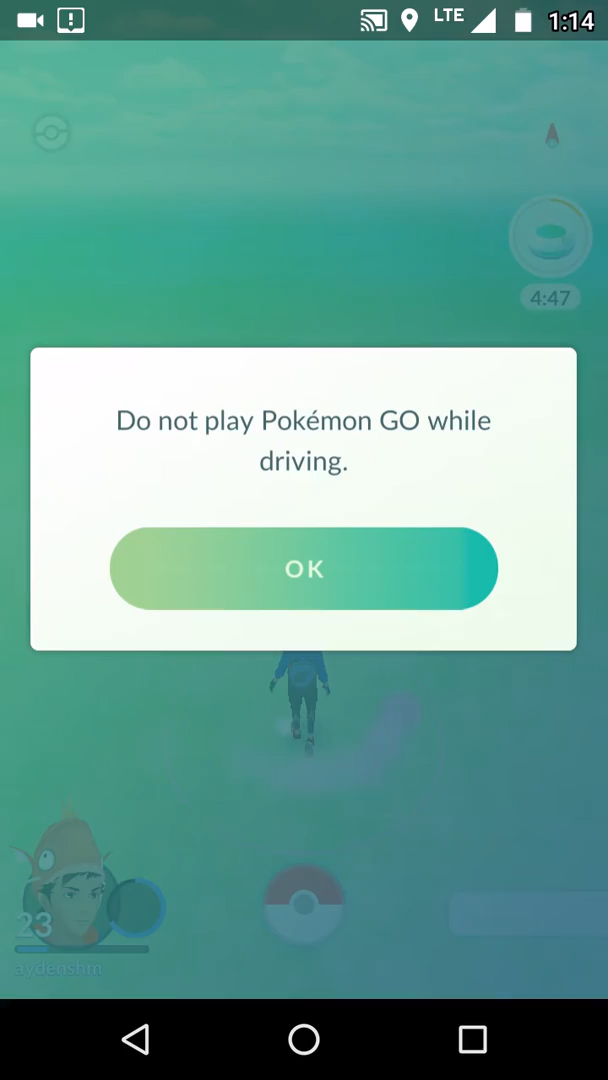 LTE 1:14
4:47
Do not play Pokémon GO while
driving.
OK
23
aydenshm